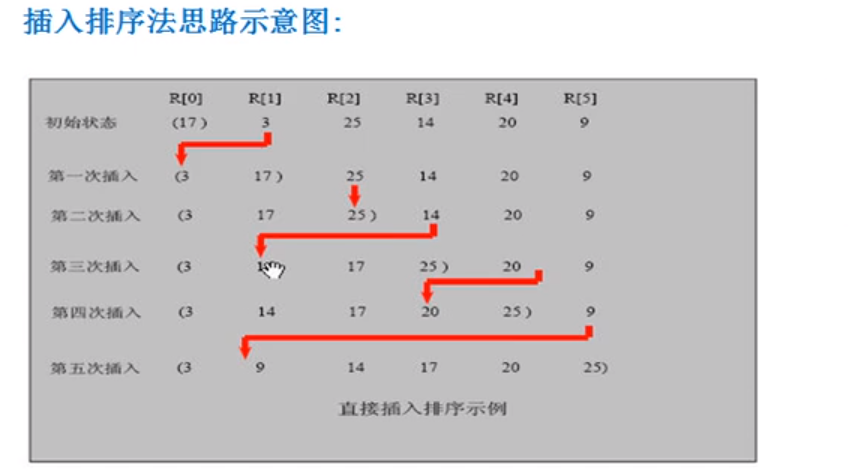 插入排序法思路示意图:
R[0] R[1] R[2] R[3] R[4] R[5]
初始状态 (17) 3 25 14 20 9
第一次插入 (3 17) 25 14 20 9
第二次插入 (3 17 25) 14 20 9
第三次插入 (3 17 25) 20 9
第四次插入 (3 14 17 20 25) 9
第五次插入 (3 9 14 17 20 25)
直接插入排序示例